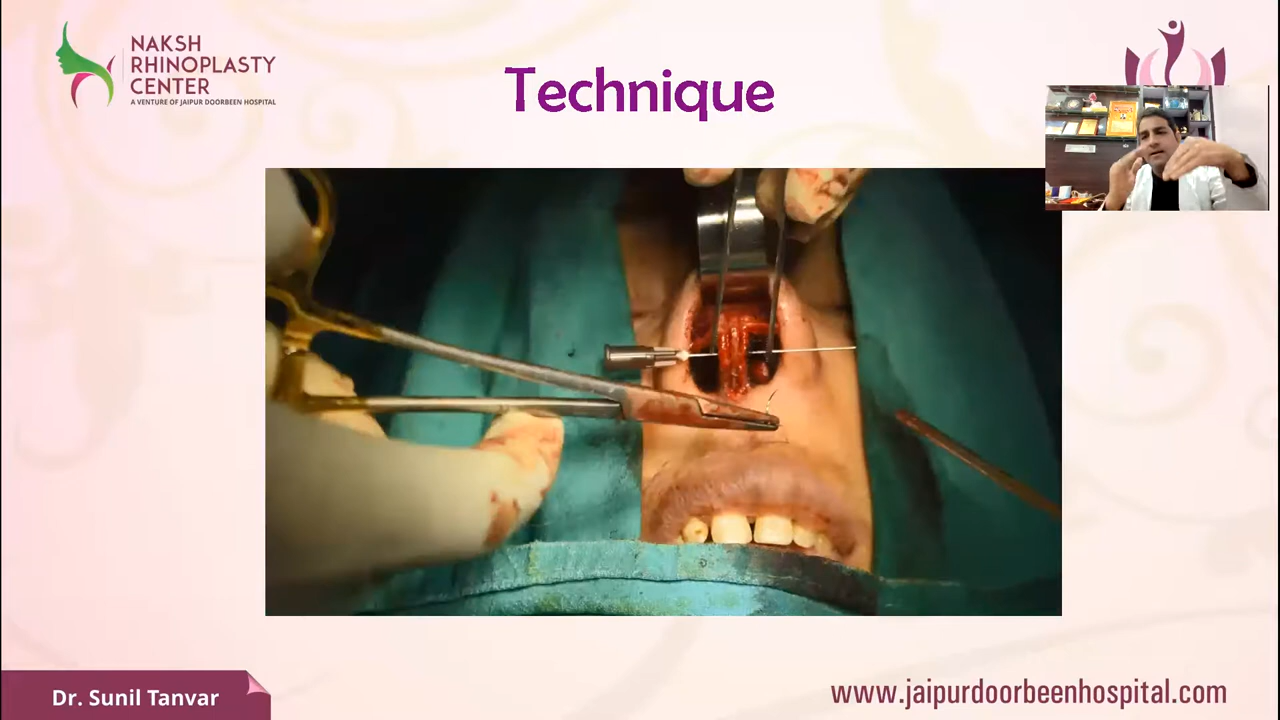 NAKSH
RHINOPLASTY
CENTER
A VENTURE OF JAIPUR DOORBEEN HOSPITAL
Technique
Dr. Sunil Tanvar
www.jaipurdoorbeenhospital.com